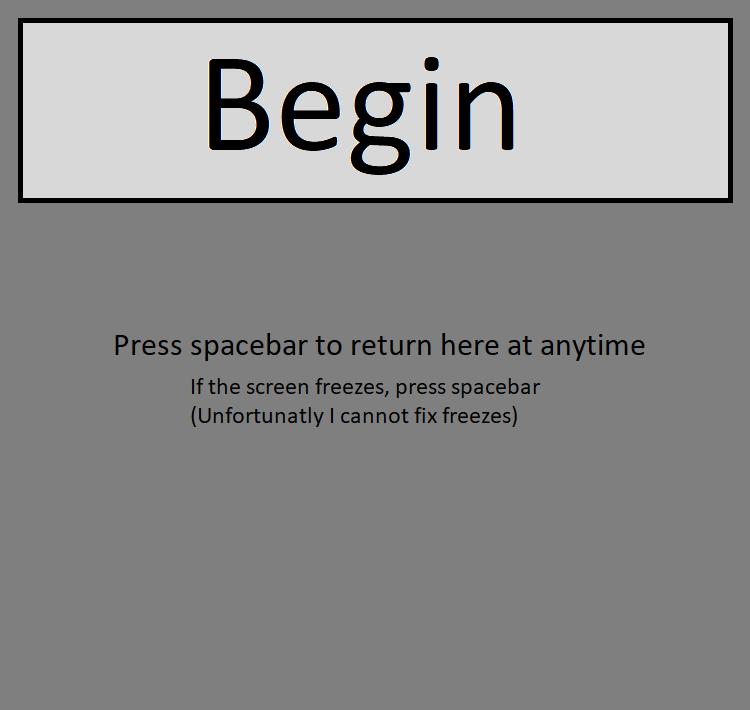 Begin
Press spacebar to return here at anytime
If the screen freezes, press spacebar
(Unfortunatly I cannot fix freezes)